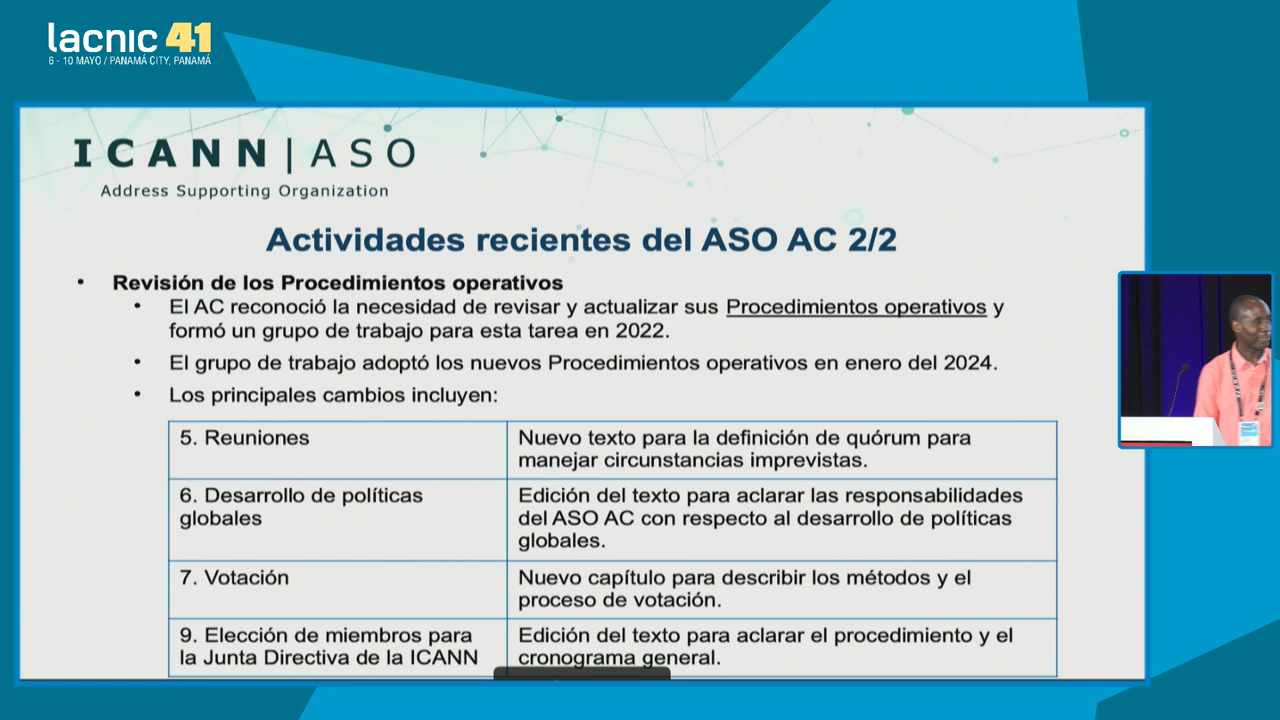 lacnic 41
6 - 10 MAYO / PANAMÁ CITY, PANAMÁ
ICANN | ASO
Address Supporting Organization
Actividades recientes del ASO AC 2/2
• Revisión de los Procedimientos operativos
• El AC reconoció la necesidad de revisar y actualizar sus Procedimientos operativos y
formó un grupo de trabajo para esta tarea en 2022.
• El grupo de trabajo adoptó los nuevos Procedimientos operativos en enero del 2024.
• Los principales cambios incluyen:
5. Reuniones
Nuevo texto para la definición de quórum para
manejar circunstancias imprevistas.
6. Desarrollo de políticas
globales
Edición del texto para aclarar las responsabilidades
del ASO AC con respecto al desarrollo de políticas
globales.
7. Votación
Nuevo capítulo para describir los métodos y el
proceso de votación.
9. Elección de miembros para
la Junta Directiva de la ICANN
Edición del texto para aclarar el procedimiento y el
cronograma general.